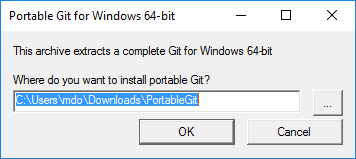 Portable Git for Windows 64-bit
This archive extracts a complete Git for Windows 64-bit
Where do you want to install portable Git?
C:\Users\mdo\Downloads\PortableGit
...
OK
Cancel